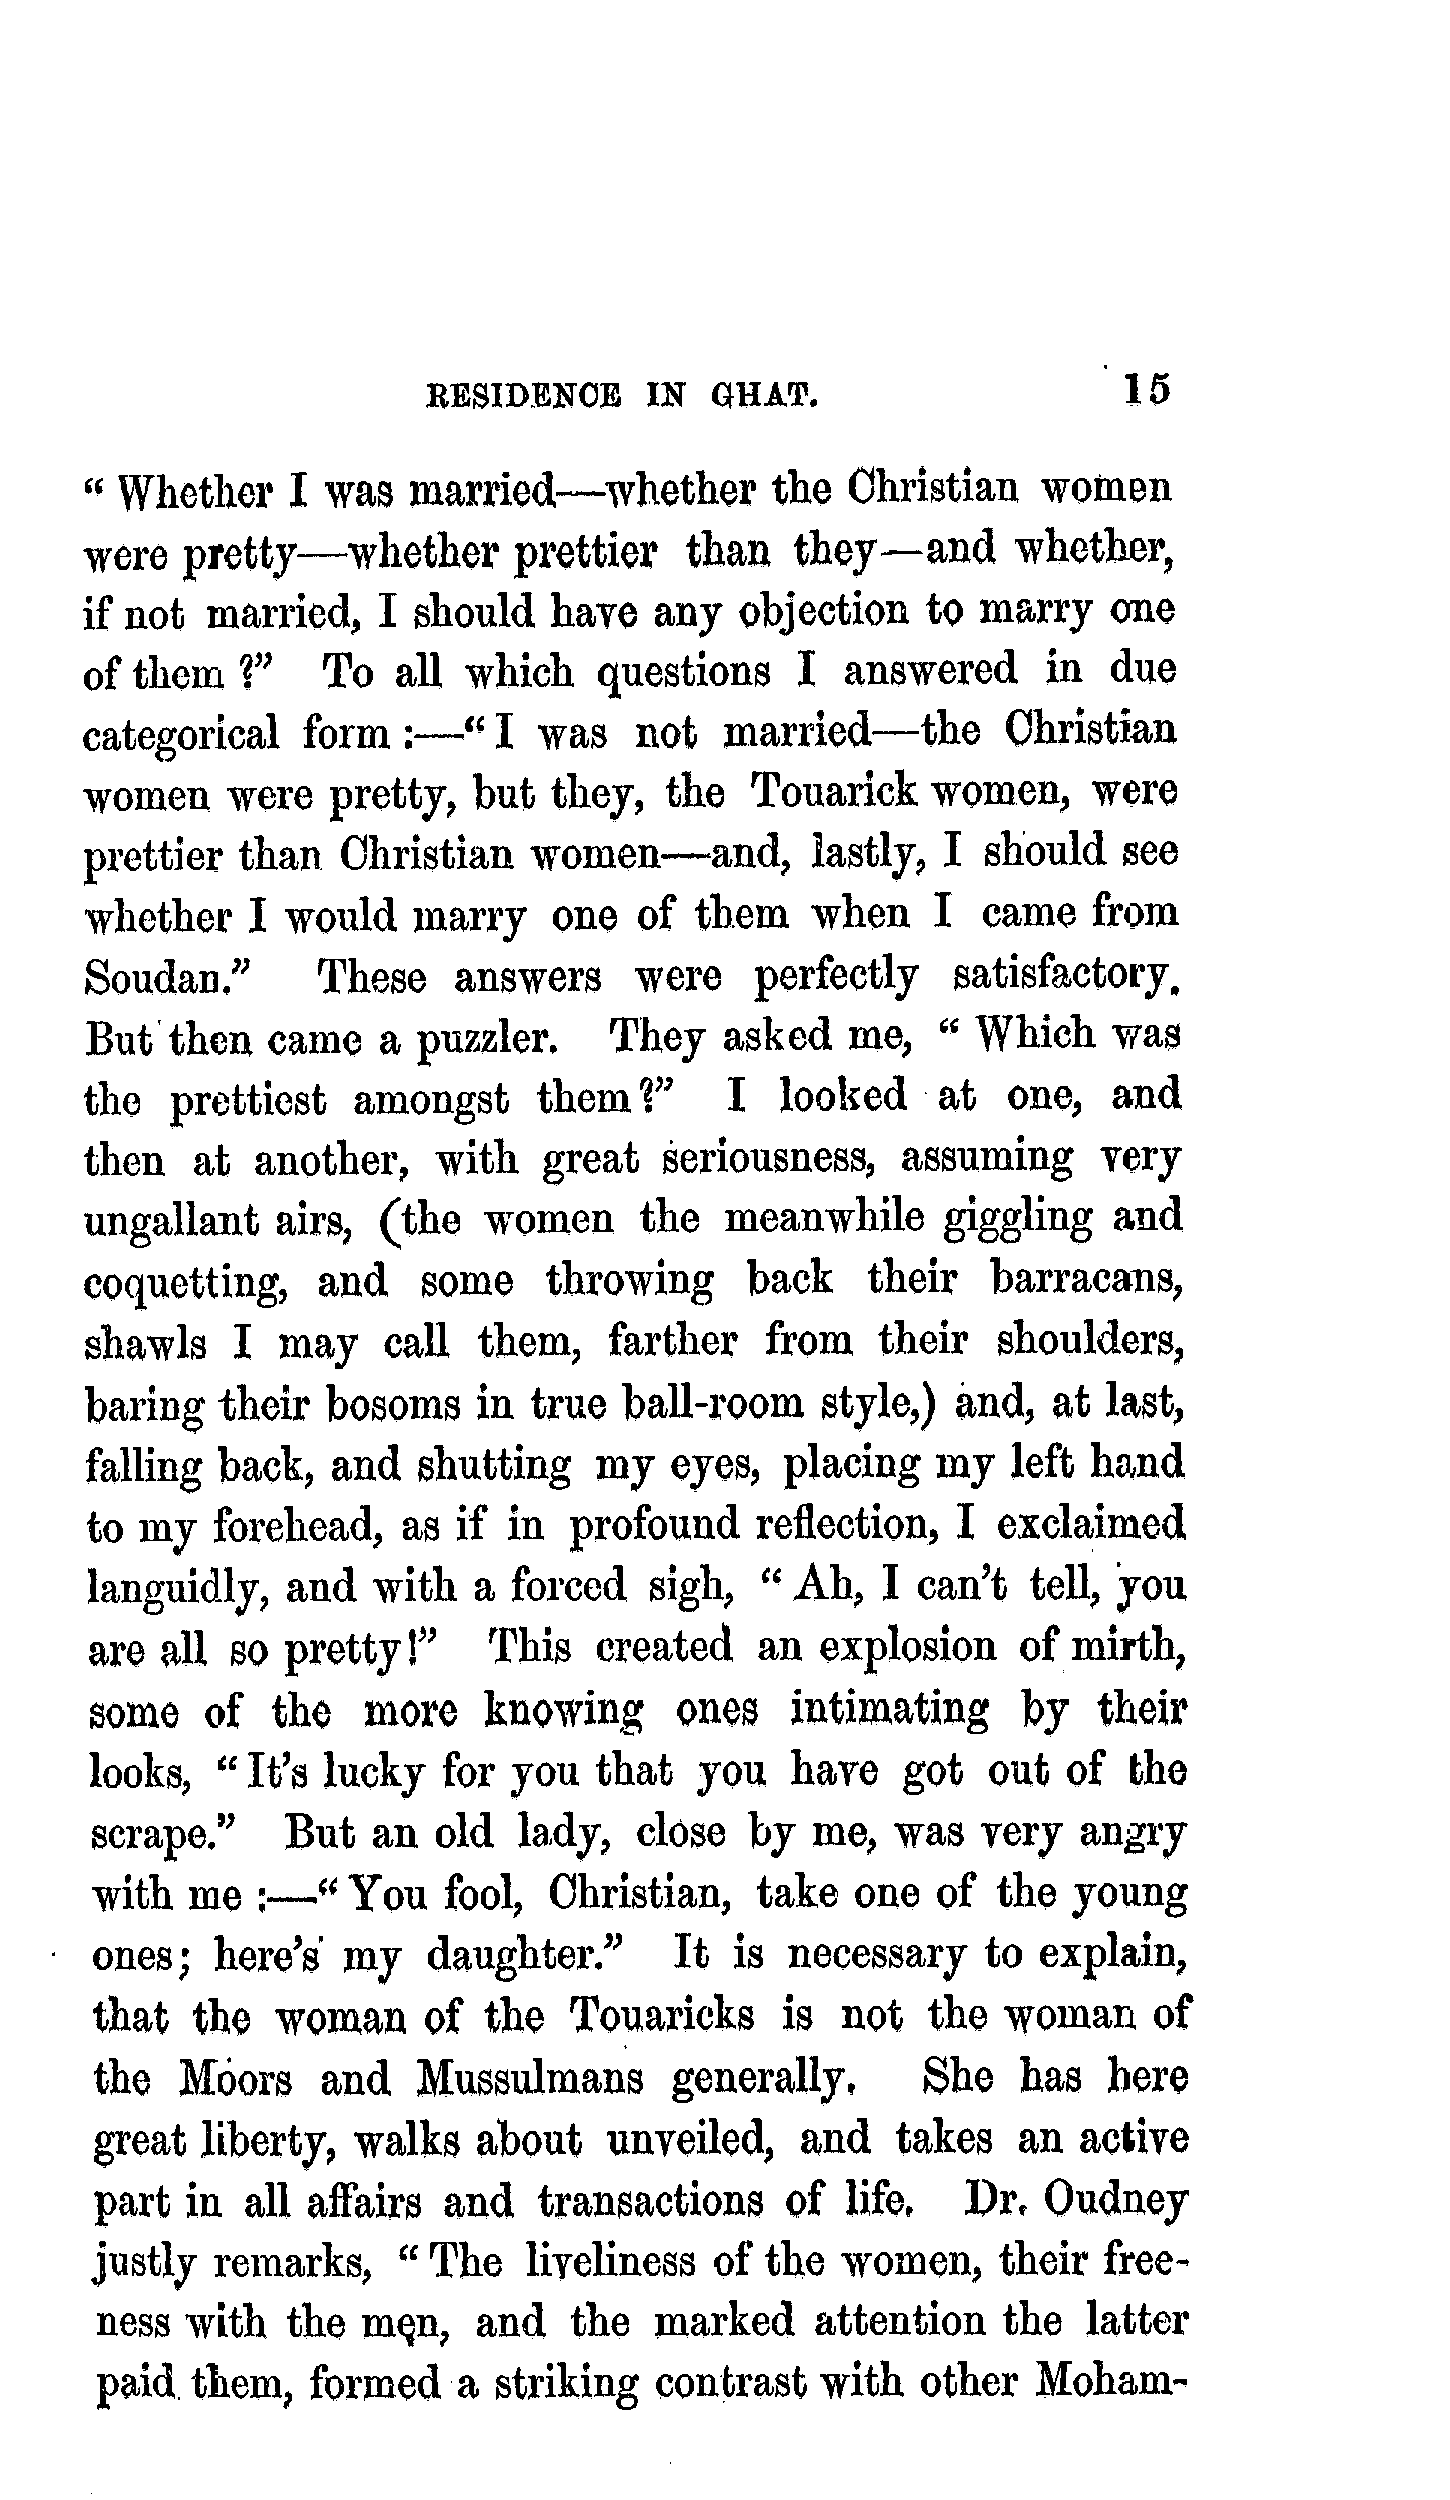 RESIDENCE IN GHAT. 15
“ Whether I was married—whether the Christian women
were pretty—whether prettier than they—and whether,
if not married, I should have any objection to marry one
of them ?” To all which questions I answered in due
categorical form :—“ I was not married—the Christian
women were pretty, but they, the Touarick women, were
prettier than Christian women—and, lastly, I should see
whether I would marry one of them when I came from
Soudan.” These answers were perfectly satisfactory.
But then came a puzzler. They asked me, “ Which was
the prettiest amongst them ?” I looked at one, and
then at another, with great seriousness, assuming very
ungallant airs, (the women the meanwhile giggling and
coquetting, and some throwing back their barracans,
shawls I may call them, farther from their shoulders,
baring their bosoms in true ball-room style,) and, at last,
falling back, and shutting my eyes, placing my left hand
to my forehead, as if in profound reflection, I exclaimed
languidly, and with a forced sigh, “ Ah, I can’t tell, you
are all so pretty !” This created an explosion of mirth,
some of the more knowing ones intimating by their
looks, “ It’s lucky for you that you have got out of the
scrape.” But an old lady, close by me, was very angry
with me :—“ You fool, Christian, take one of the young
ones; here’s my daughter.” It is necessary to explain,
that the woman of the Touaricks is not the woman of
the Moors and Mussulmans generally. She has here
great liberty, walks about unveiled, and takes an active
part in all affairs and transactions of life. Dr. Oudney
justly remarks, “ The liveliness of the women, their free-
ness with the men, and the marked attention the latter
paid them, formed a striking contrast with other Moham-